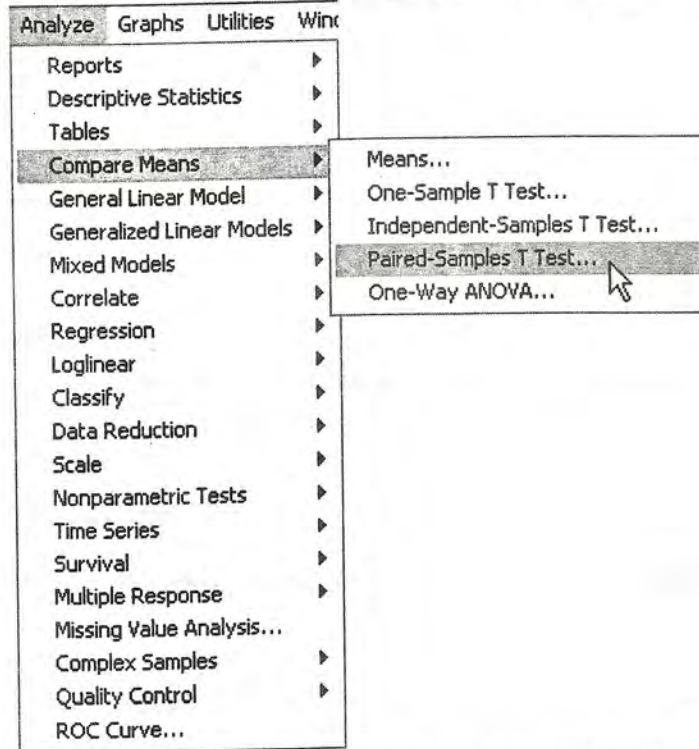 Analyze Graphs Utilities
Reports
Descriptive Statistics
Tables
Compare Means
General Linear Model
Generalized Linear Models
Mixed Models
Correlate
Regression
Loglinear
Classify
Data Reduction
Scale
Nonparametric Tests
Time Series
Survival
Multiple Response
Missing Value Analysis...
Complex Samples
Quality Control
ROC Curve...
Means...
One-Sample T Test...
Independent-Samples T Test...
Paired-Samples T Test...
One-Way ANOVA...